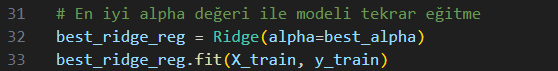 31 # En iyi alpha değeri ile modeli tekrar eğitme
32 best_ridge_reg = Ridge(alpha=best_alpha)
33 best_ridge_reg.fit(X_train, y_train)